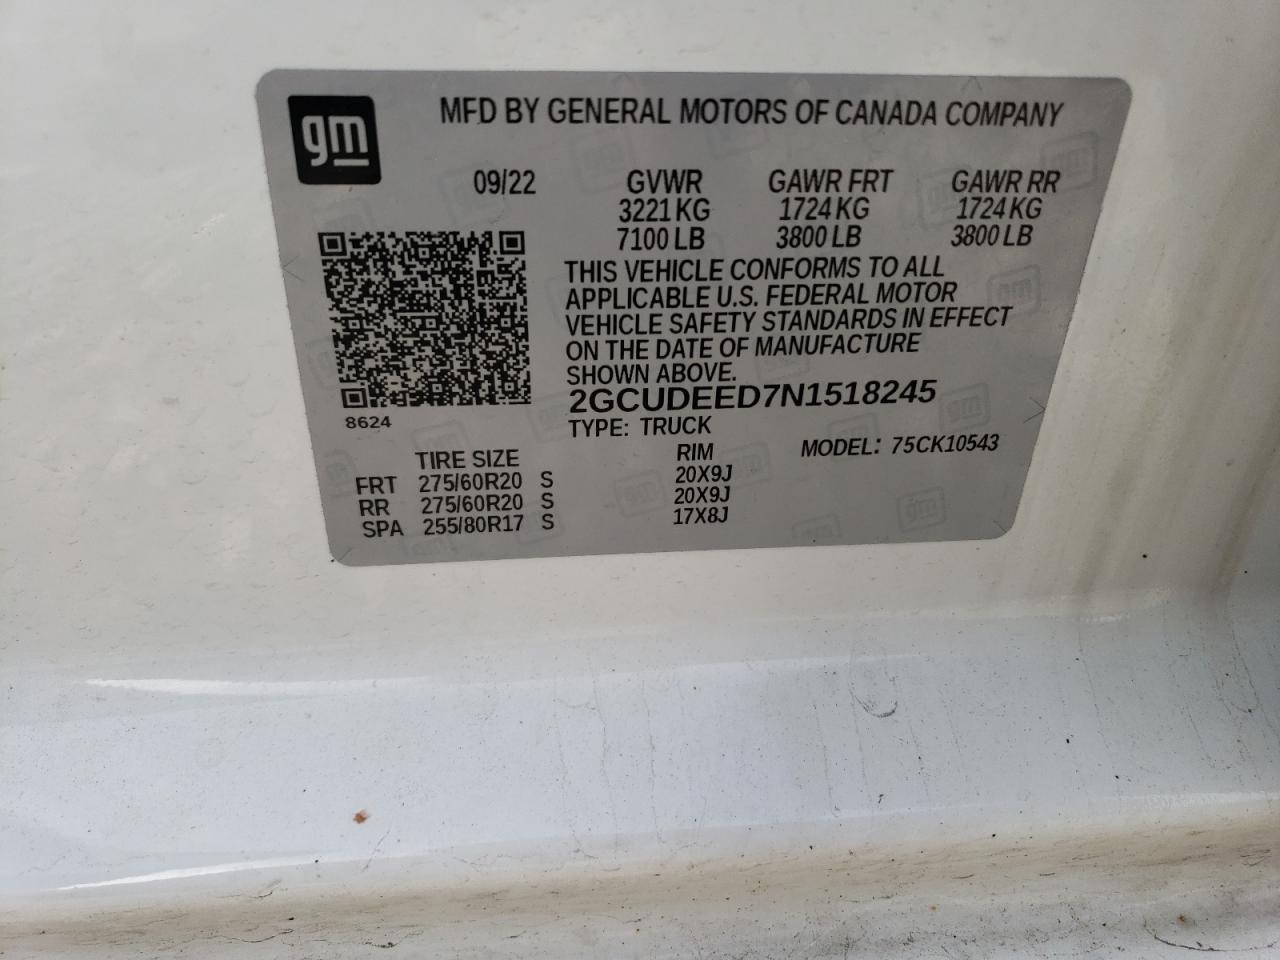 gm
MFD BY GENERAL MOTORS OF CANADA COMPANY
09/22 GVWR GAWR FRT GAWR RR
3221 KG 1724 KG 1724 KG
7100 LB 3800 LB 3800 LB
THIS VEHICLE CONFORMS TO ALL
APPLICABLE U.S. FEDERAL MOTOR
VEHICLE SAFETY STANDARDS IN EFFECT
ON THE DATE OF MANUFACTURE
SHOWN ABOVE.
2GCUDEED7N1518245
8624
TYPE: TRUCK
MODEL: 75CK10543
TIRE SIZE RIM
FRT 275/60R20 S 20X9J
RR 275/60R20 S 20X9J
SPA 255/80R17 S 17X8J